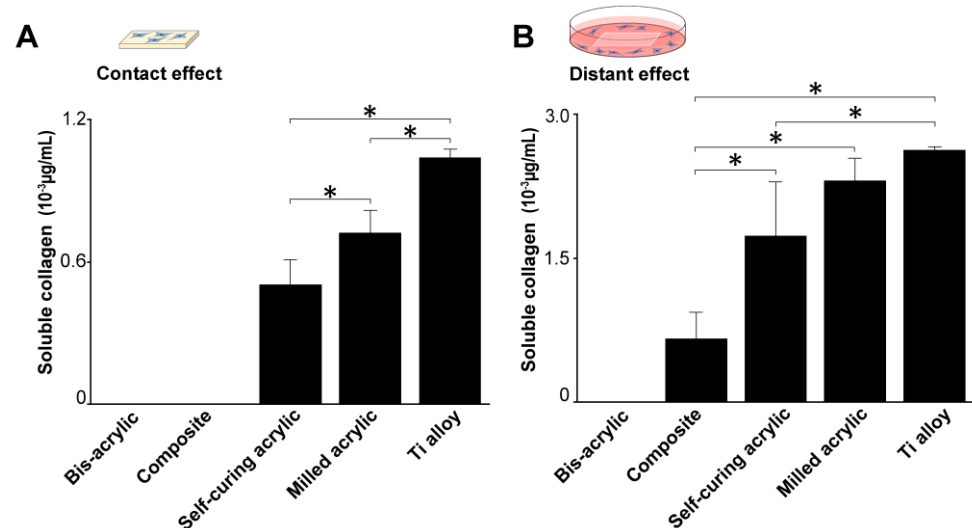 A
Contact effect
Soluble collagen (10⁻³µg/mL)
1.2
0.6
0
*
*
*
Bis-acrylic
Composite
Self-curing acrylic
Milled acrylic
Ti alloy
B
Distant effect
Soluble collagen (10⁻³µg/mL)
3.0
1.5
0
*
*
*
*
Bis-acrylic
Composite
Self-curing acrylic
Milled acrylic
Ti alloy